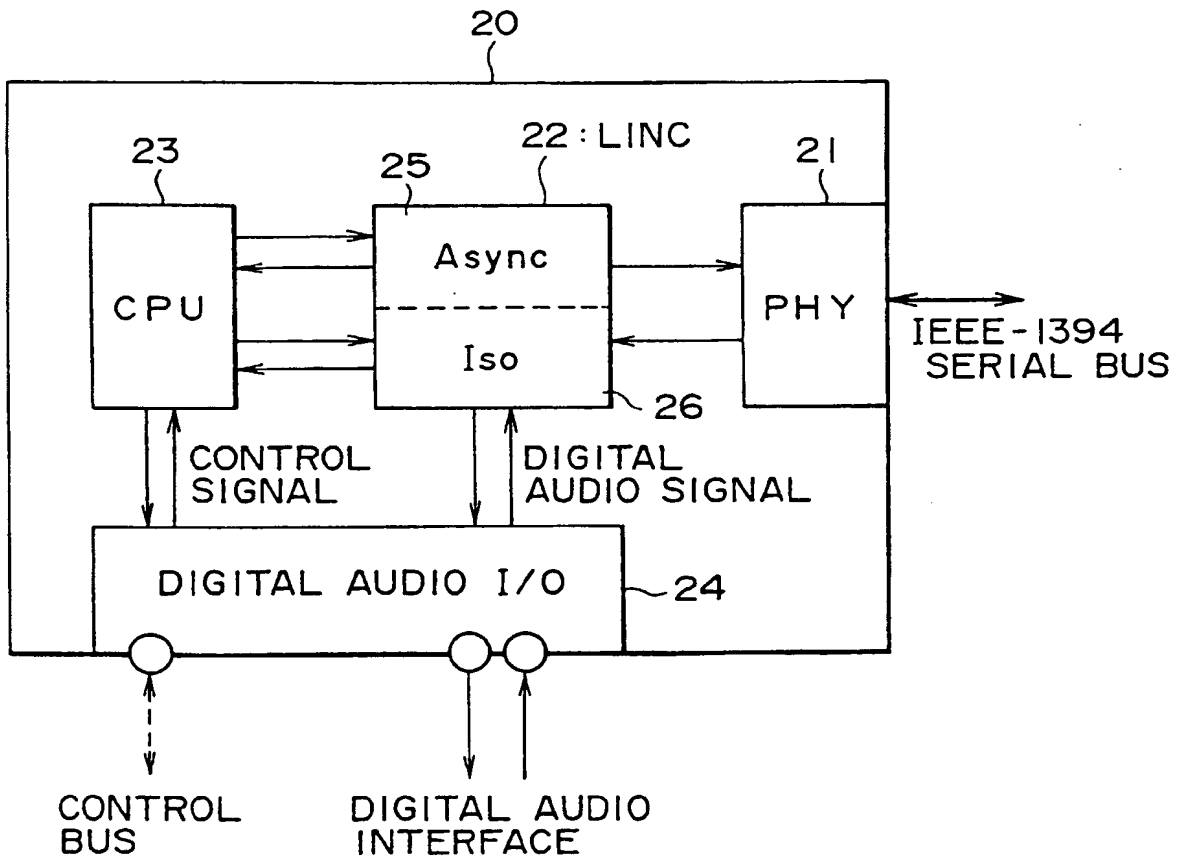 20
23
25
22 : LINC
21
Async
CPU
PHY
Iso
IEEE-1394
SERIAL BUS
26
CONTROL
SIGNAL
DIGITAL
AUDIO SIGNAL
DIGITAL AUDIO I/O
24
CONTROL
BUS
DIGITAL AUDIO
INTERFACE